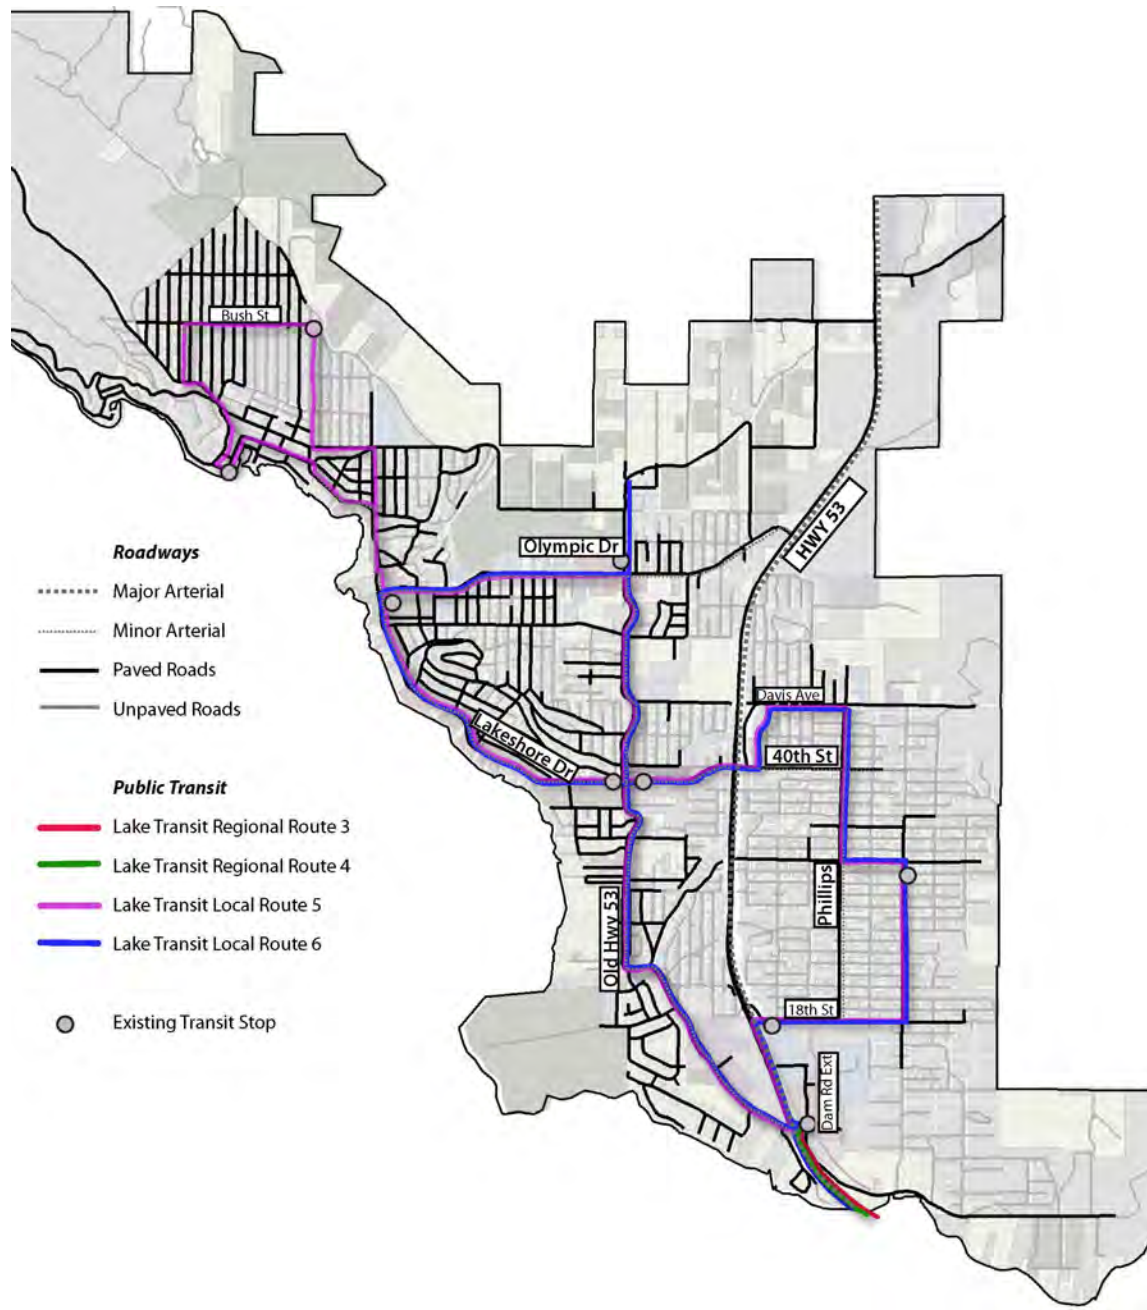 Bush St
HWY 53
Olympic Dr
Roadways
Major Arterial
Minor Arterial
Paved Roads
Unpaved Roads
Davis Ave
Lakeshore Dr
40th St
Public Transit
Lake Transit Regional Route 3
Lake Transit Regional Route 4
Lake Transit Local Route 5
Lake Transit Local Route 6
Phillips
Old Hwy 53
18th St
Existing Transit Stop
Dam Rd Ext